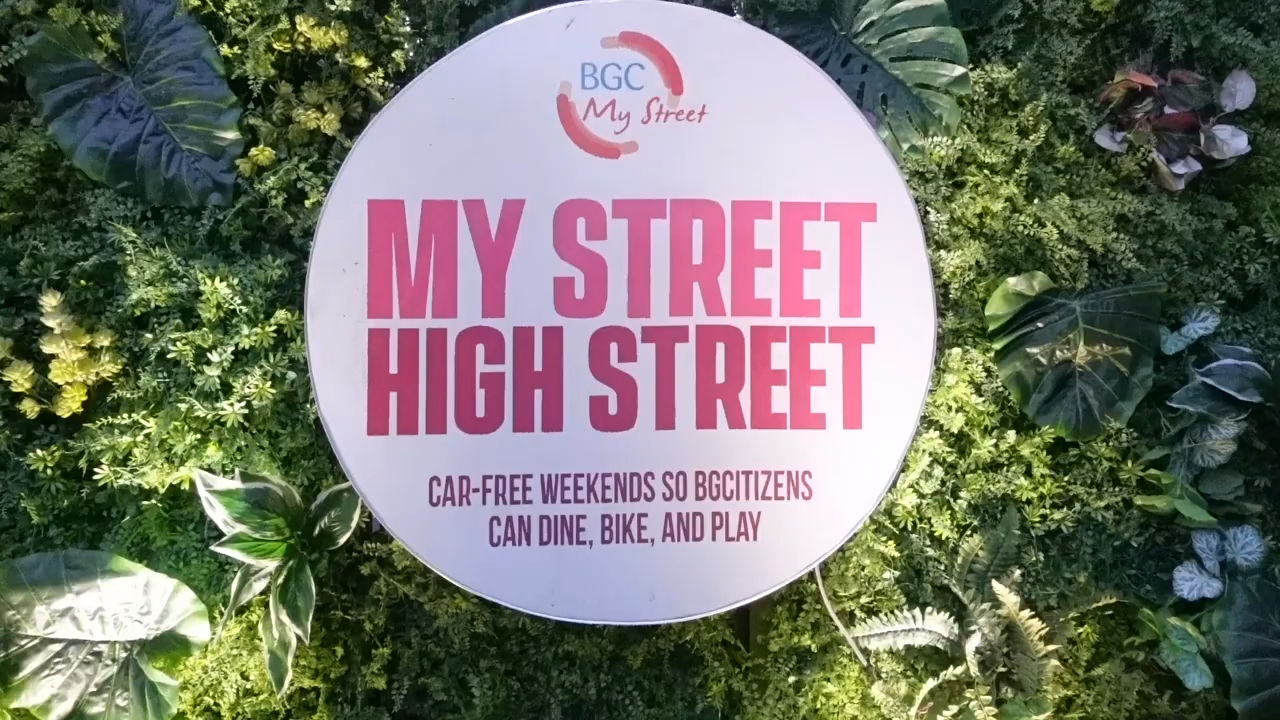 BGC
My Street
MY STREET
HIGH STREET
CAR-FREE WEEKENDS SO BGCITIZENS
CAN DINE, BIKE, AND PLAY